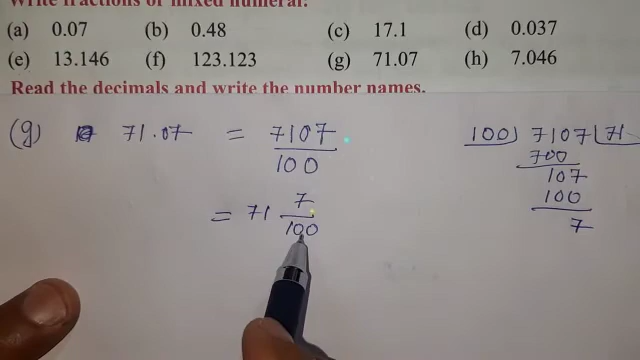 Write fractions or mixed numeral:
(a) 0.07 (b) 0.48 (c) 17.1 (d) 0.037
(e) 13.146 (f) 123.123 (g) 71.07 (h) 7.046
Read the decimals and write the number names.
(g) 71.07 = 7107/100
= 71 7/100
100) 7107 (71
700
107
100
7